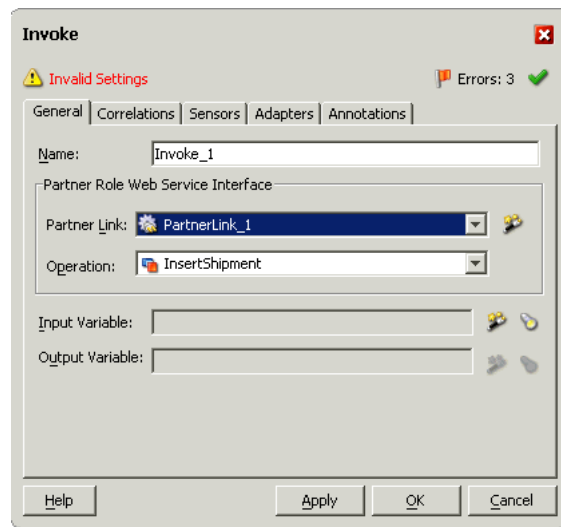 Invoke
Invalid Settings Errors: 3
General Correlations Sensors Adapters Annotations
Name: Invoke_1
Partner Role Web Service Interface
Partner Link: PartnerLink_1
Operation: InsertShipment
Input Variable:
Output Variable:
Help Apply OK Cancel